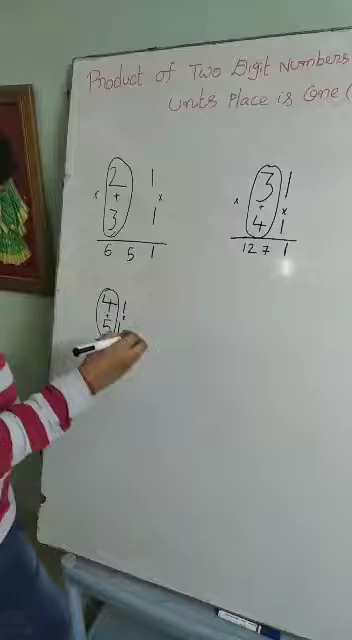 Product of Two Digit Numbers
Units Place is One (
2 1
x + x
3 1
6 5 1
3 1
x + x
4 1
12 7 1
4 1
+
5 1